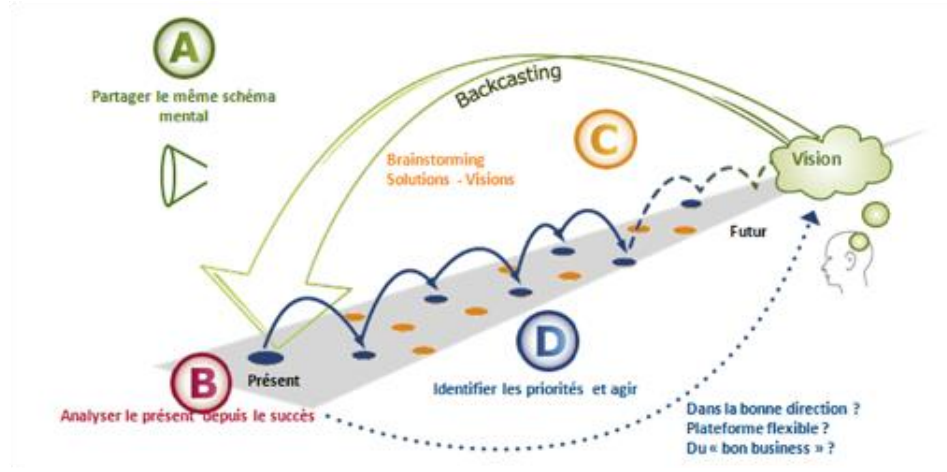 A
Partager le même schéma
mental
Backcasting
C
Brainstorming
Solutions - Visions
Vision
Futur
D
B
Présent
Identifier les priorités et agir
Analyser le présent depuis le succès
Dans la bonne direction ?
Plateforme flexible ?
Du « bon business » ?